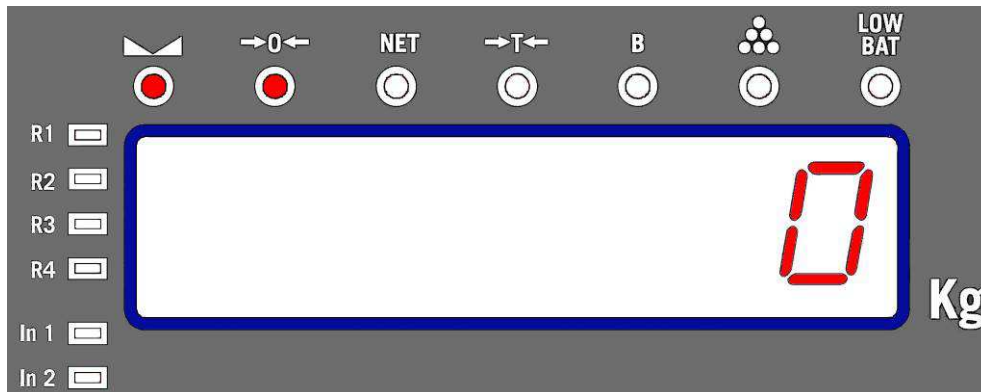 →0← NET →T← B LOW BAT
R1
R2
R3
R4
0
Kg
In 1
In 2